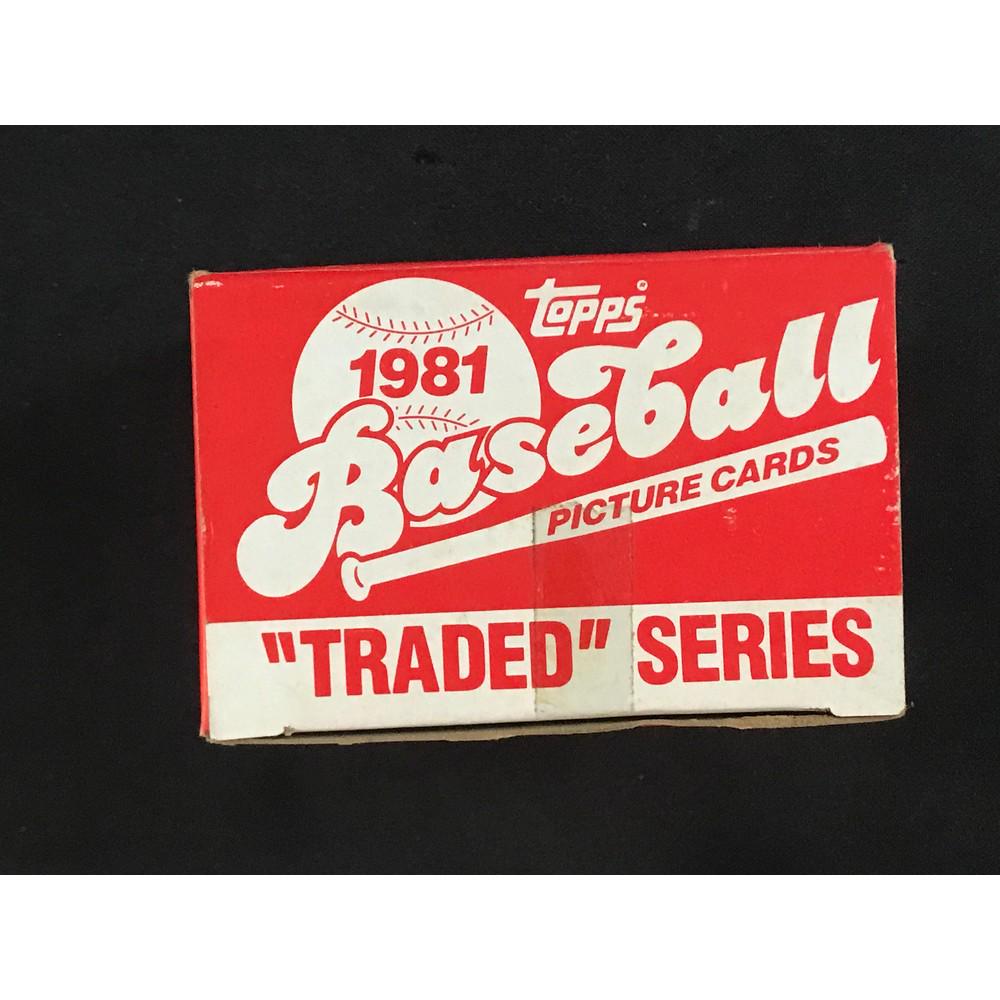 topps
1981
Baseball
PICTURE CARDS
"TRADED" SERIES